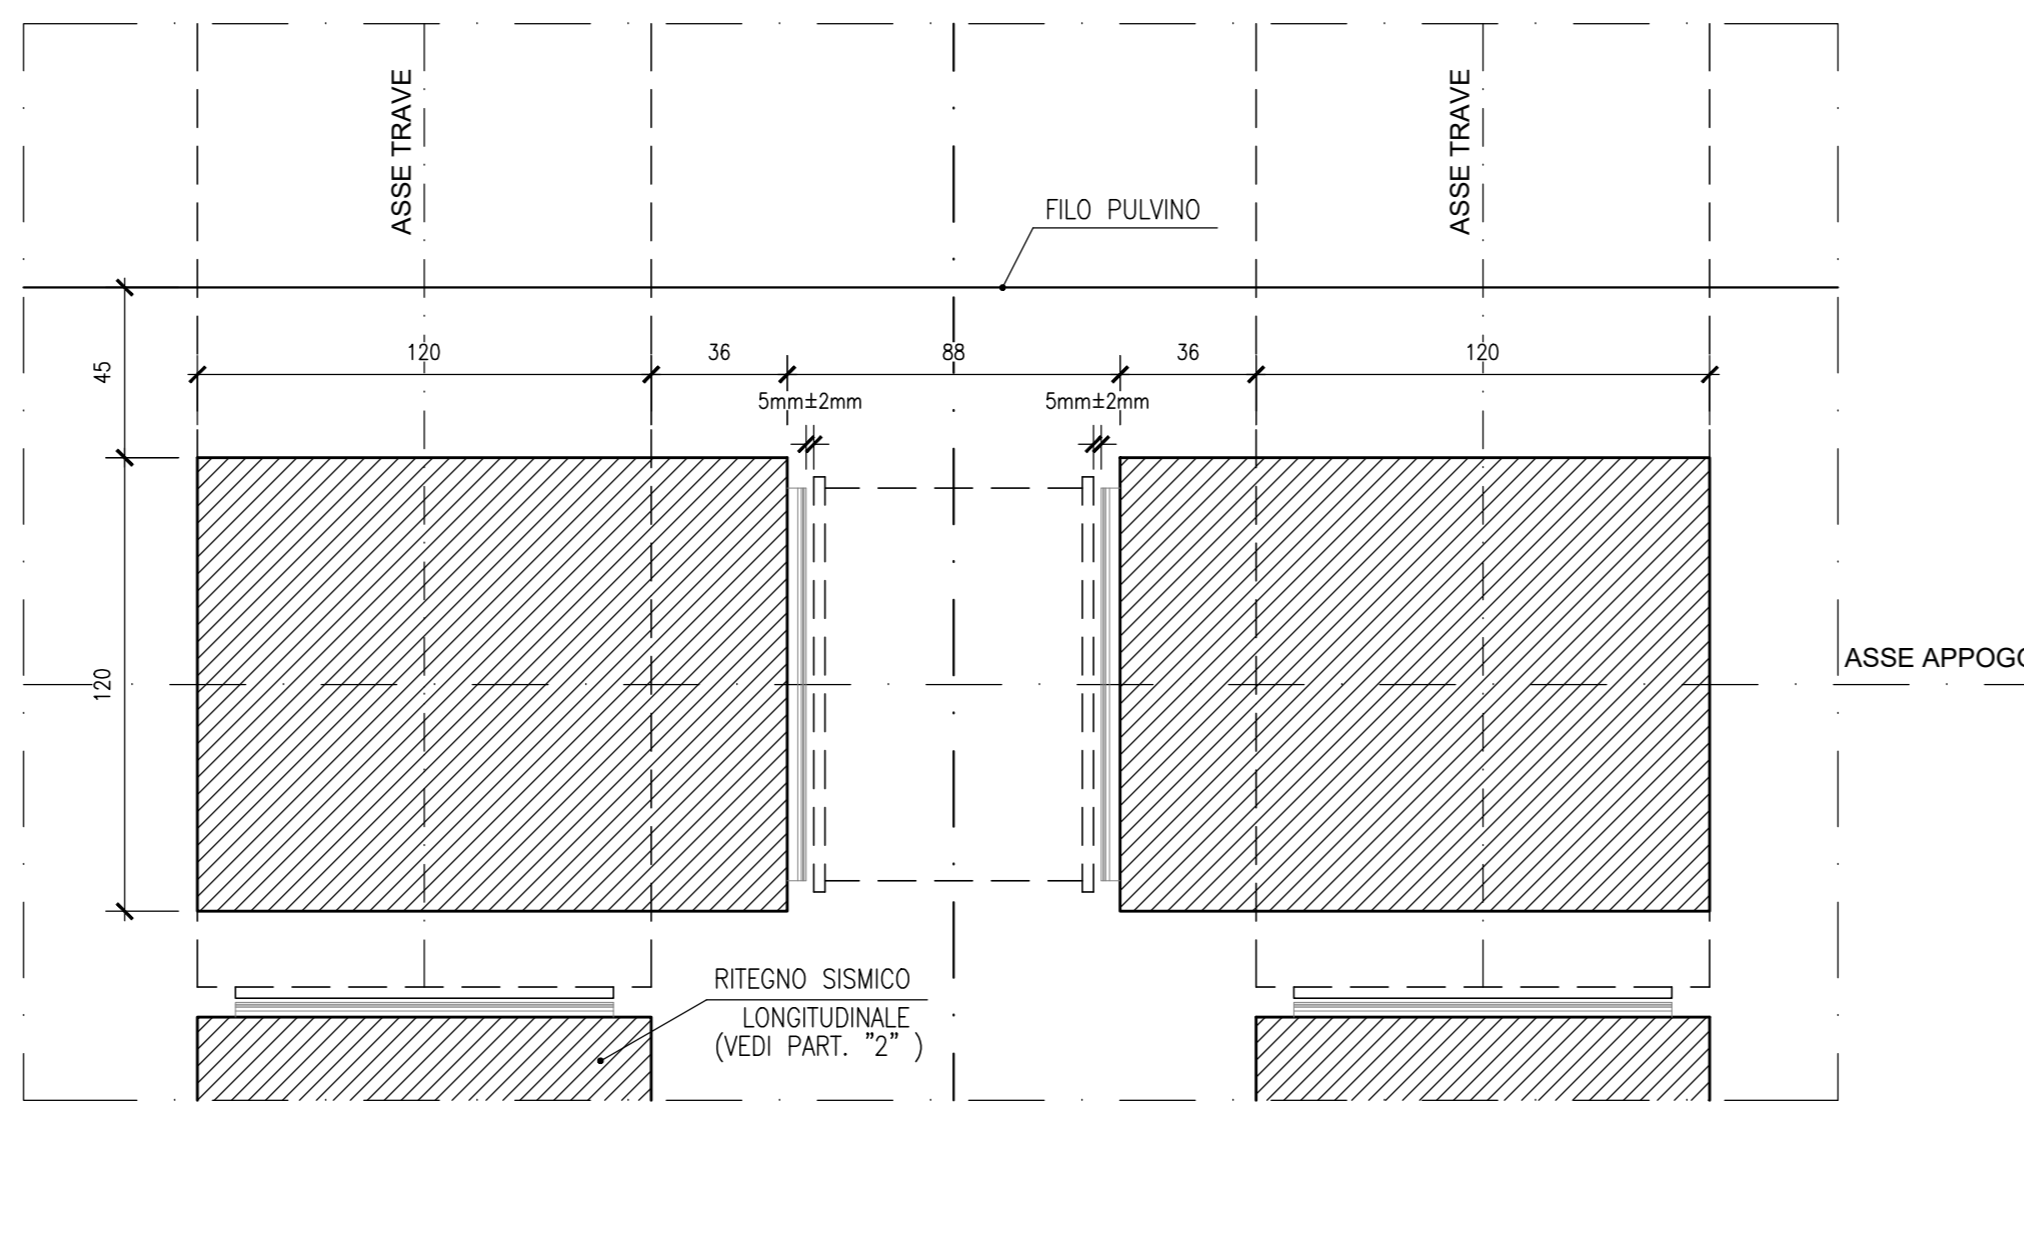 ASSE TRAVE
ASSE TRAVE
FILO PULVINO
120
36
88
36
120
45
5mm±2mm
5mm±2mm
120
RITEGNO SISMICO
LONGITUDINALE
(VEDI PART. "2" )
ASSE